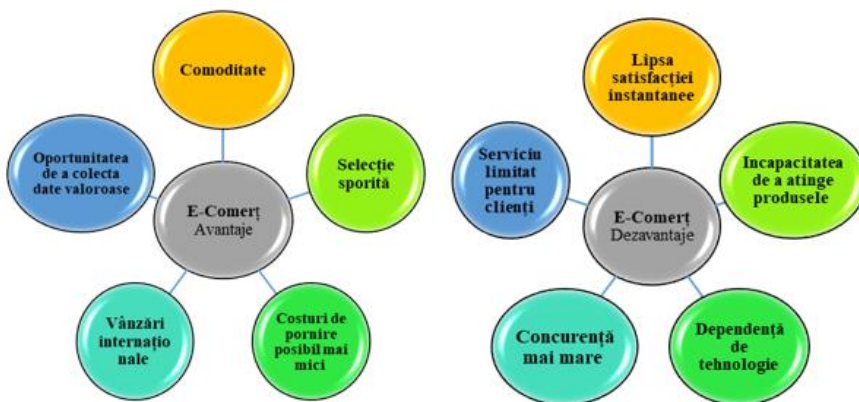 Comoditate
Oportunitatea
de a colecta
date valoroase
Selecție
sporită
E-Comerț
Avantaje
Vânzări
internațio
nale
Costuri de
pornire
posibil mai
mici
Lipsa
satisfacției
instantanee
Serviciu
limitat
pentru
clienți
Incapacitatea
de a atinge
produsele
E-Comerț
Dezavantaje
Concurență
mai mare
Dependență
de
tehnologie